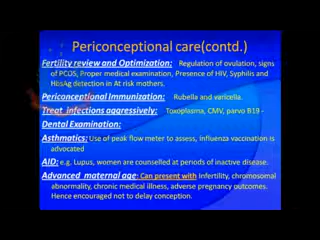 Periconceptional care(contd.)
Fertility review and Optimization: Regulation of ovulation, signs
of PCOS, Proper medical examination, Presence of HIV, Syphilis and
HbsAg detection in At risk mothers.
Periconceptional Immunization: Rubella and varicella.
Treat infections aggressively: Toxoplasma, CMV, parvo B19 -
Dental Examination:
Asthmatics: Use of peak flow meter to assess, influenza vaccination is
advocated
AID: e.g. Lupus, women are counselled at periods of inactive disease.
Advanced maternal age: Can present with Infertility, chromosomal
abnormality, chronic medical illness, adverse pregnancy outcomes.
Hence encouraged not to delay conception.